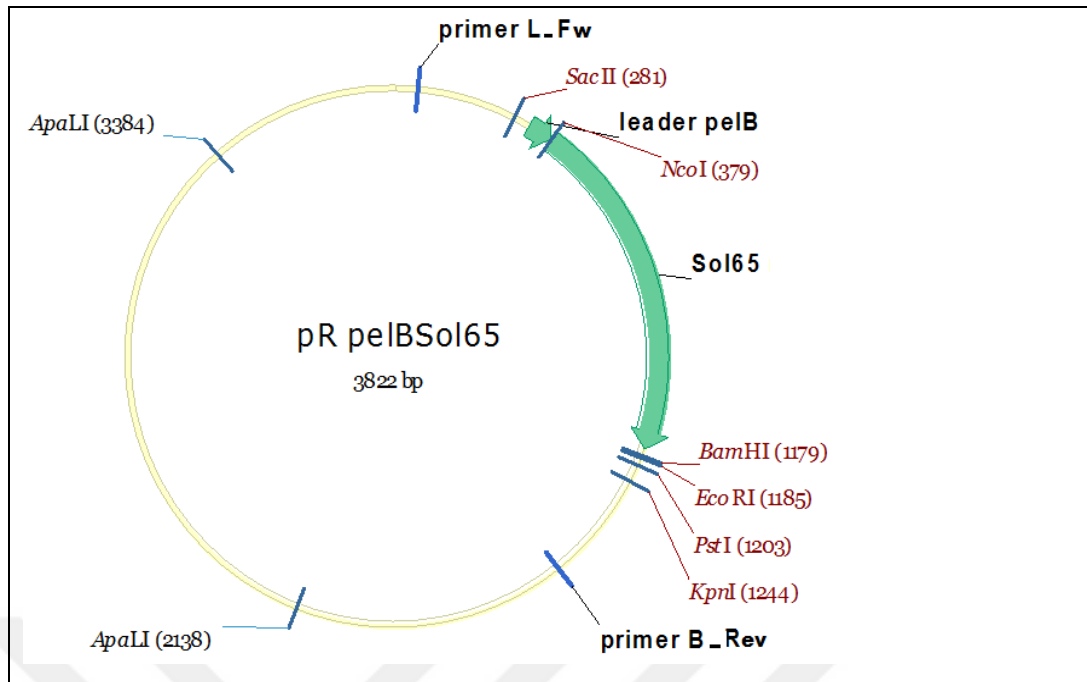 primer L_Fw
SacII (281)
ApaLI (3384)
leader pelB
NcoI (379)
Sol65
pR pelBSol65
3822 bp
BamHI (1179)
EcoRI (1185)
PstI (1203)
KpnI (1244)
ApaLI (2138)
primer B_Rev